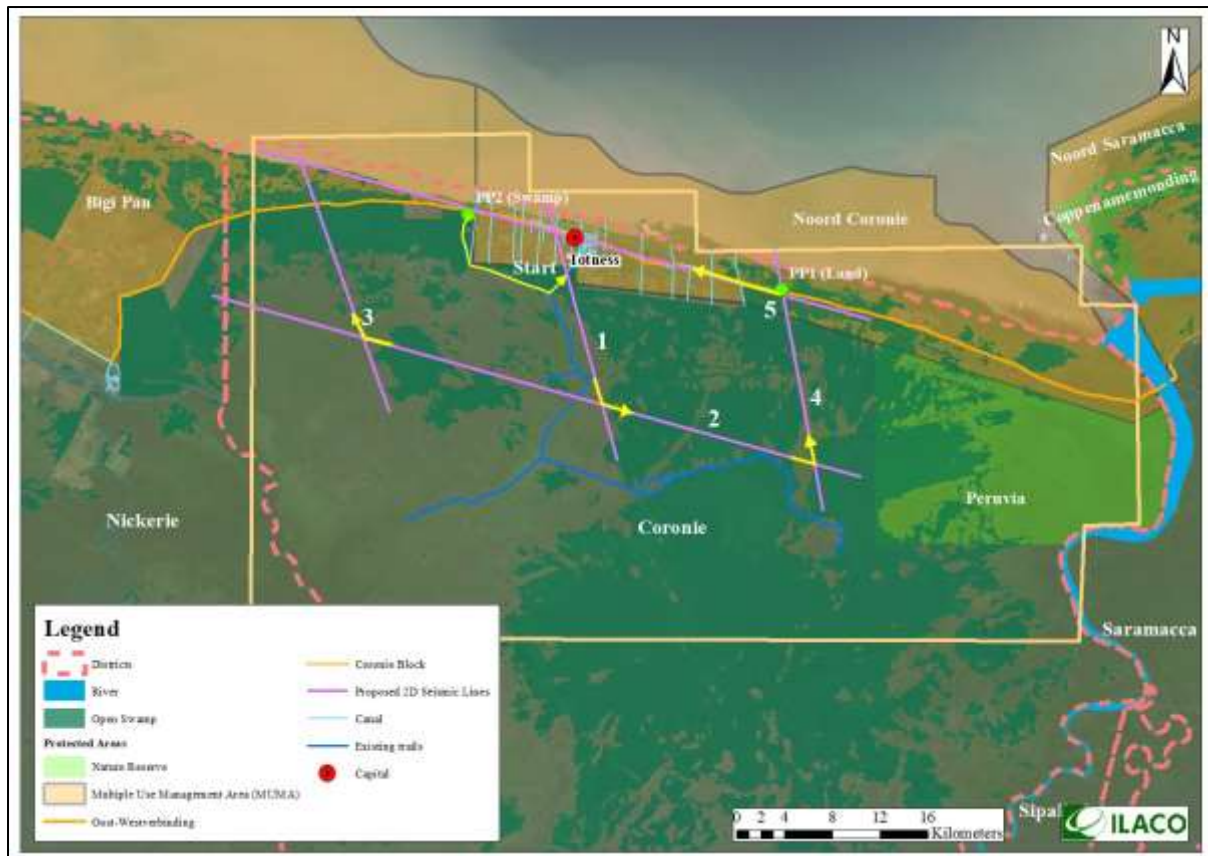 N
Noord Saramacca
Bigi Pan
PP2 (Swamp)
Coppenamemonding
Noord Coronie
Totness
Start
PP1 (Land)
5
3
1
4
2
Peruvia
Nickerie
Coronie
Saramacca
Legend
Districts
River
Open Swamp
Protected Areas
Nature Reserve
Multiple Use Management Area (MUMA)
Oost-Westverbinding
Coronie Block
Proposed 2D Seismic Lines
Canal
Existing trails
Capital
0 2 4 8 12 16
Kilometers
Sipal
ILACO